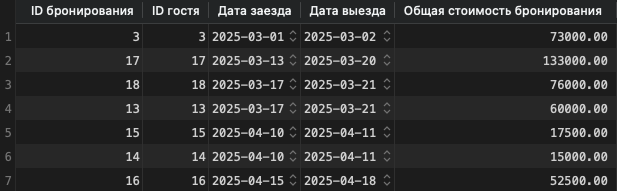 ID бронирования ID гостя Дата заезда Дата выезда Общая стоимость бронирования
1 3 3 2025-03-01 2025-03-02 73000.00
2 17 17 2025-03-13 2025-03-20 133000.00
3 18 18 2025-03-17 2025-03-21 76000.00
4 13 13 2025-03-17 2025-03-21 60000.00
5 15 15 2025-04-10 2025-04-11 17500.00
6 14 14 2025-04-10 2025-04-11 15000.00
7 16 16 2025-04-15 2025-04-18 52500.00